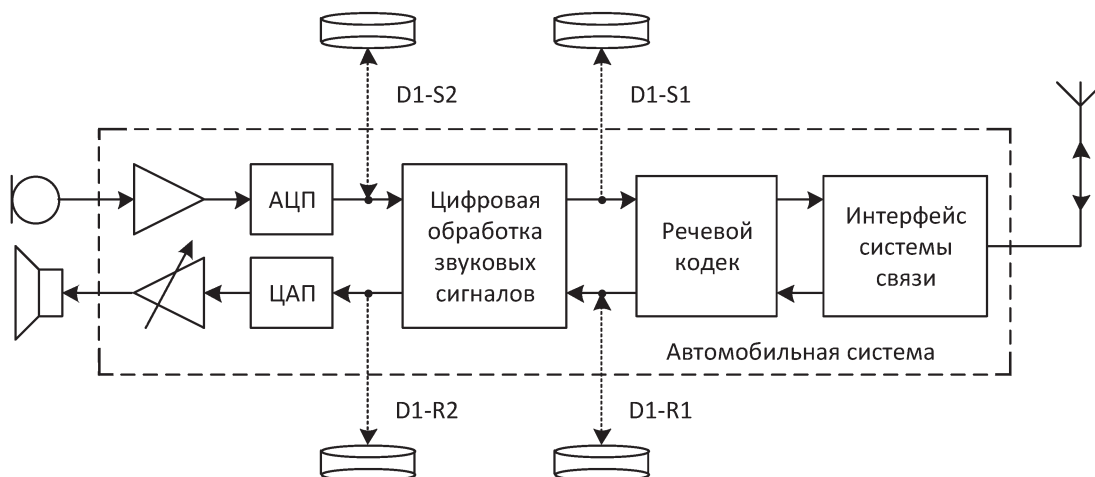 D1-S2
D1-S1
АЦП
Цифровая
обработка
звуковых
сигналов
Речевой
кодек
Интерфейс
системы
связи
ЦАП
Автомобильная система
D1-R2
D1-R1